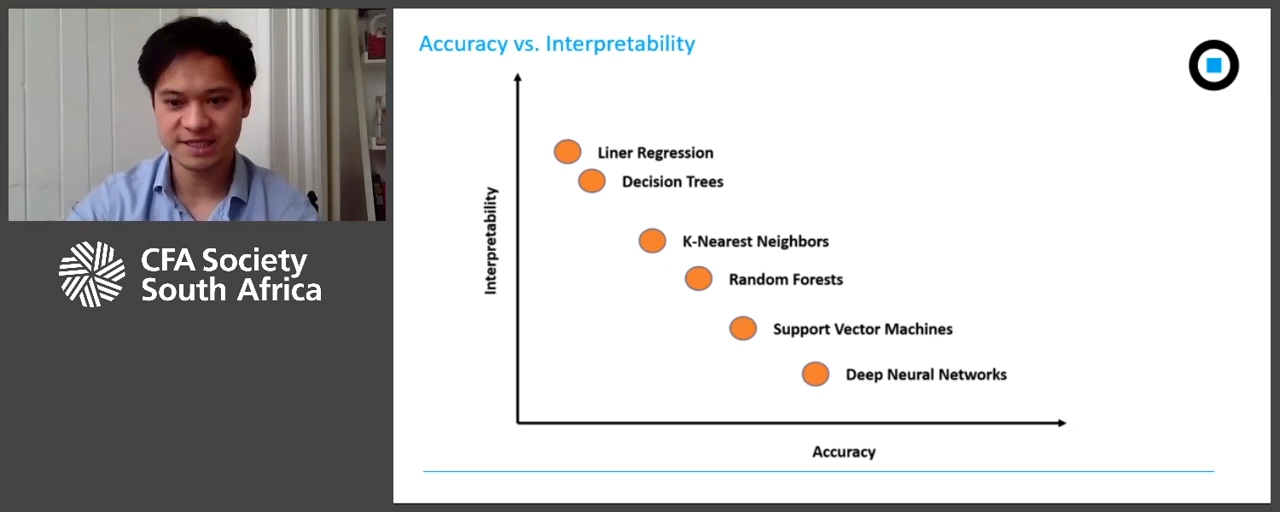 Accuracy vs. Interpretability
Interpretability
Liner Regression
Decision Trees
K-Nearest Neighbors
Random Forests
Support Vector Machines
Deep Neural Networks
Accuracy
CFA Society
South Africa